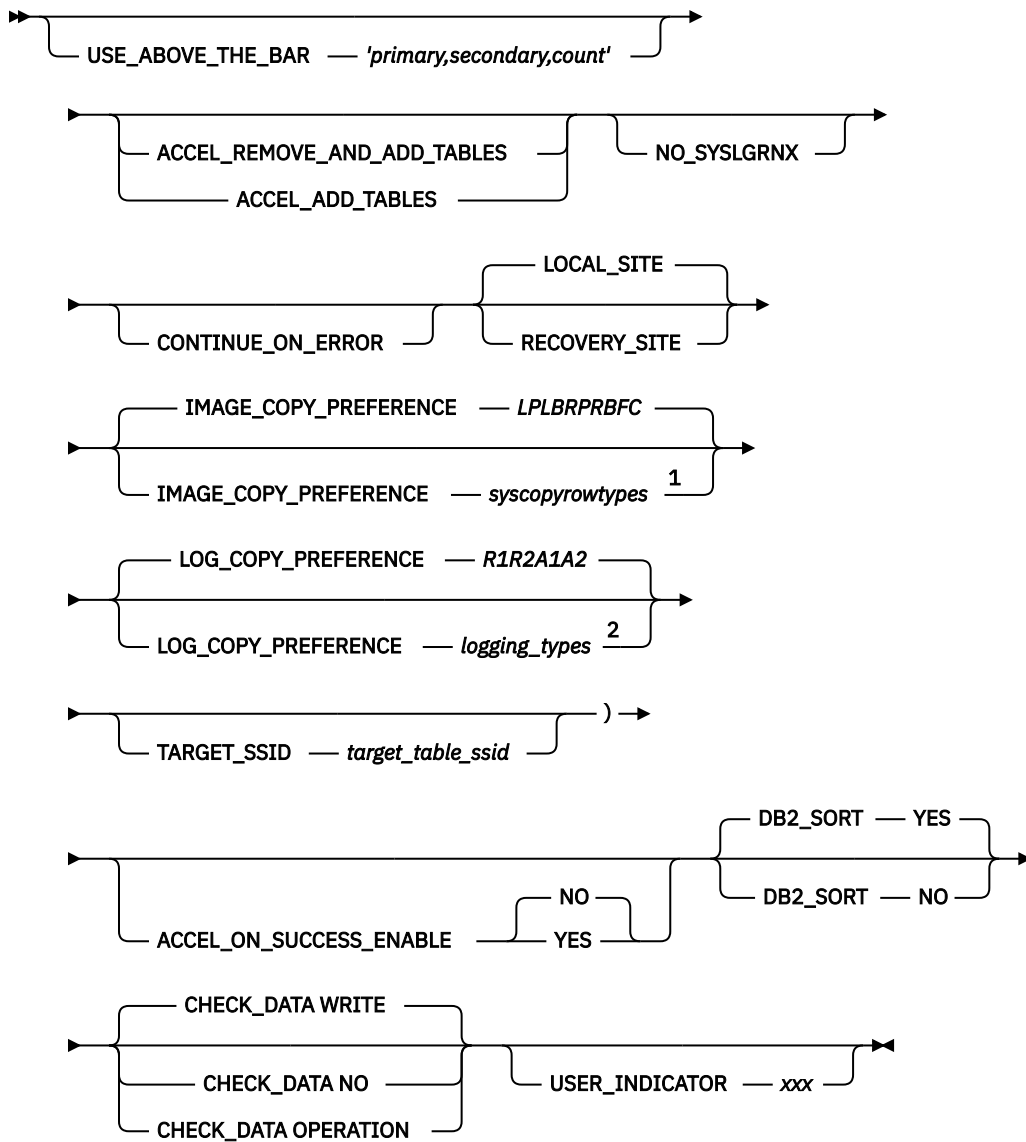 USE_ABOVE_THE_BAR 'primary,secondary,count'
ACCEL_REMOVE_AND_ADD_TABLES NO_SYSLGRNX
ACCEL_ADD_TABLES
LOCAL_SITE
CONTINUE_ON_ERROR RECOVERY_SITE
IMAGE_COPY_PREFERENCE LPLBRPRBFC
IMAGE_COPY_PREFERENCE syscopyrowtypes 1
LOG_COPY_PREFERENCE R1R2A1A2
LOG_COPY_PREFERENCE logging_types 2
)
TARGET_SSID target_table_ssid
DB2_SORT YES
NO DB2_SORT NO
ACCEL_ON_SUCCESS_ENABLE YES
CHECK_DATA WRITE
CHECK_DATA NO USER_INDICATOR xxx
CHECK_DATA OPERATION